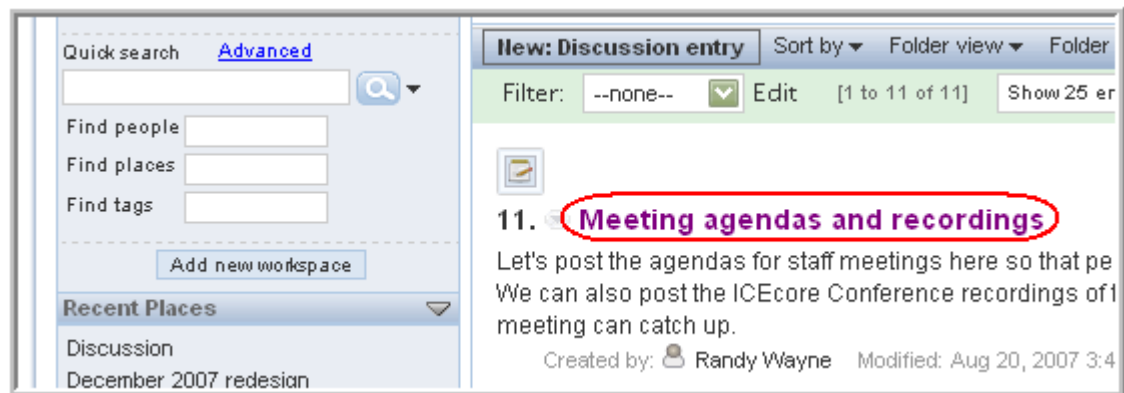 Quick search Advanced
Find people
Find places
Find tags
Add new workspace
Recent Places
Discussion
December 2007 redesign
New: Discussion entry Sort by Folder view Folder
Filter: --none-- Edit [1 to 11 of 11] Show 25 er
11. Meeting agendas and recordings
Let's post the agendas for staff meetings here so that pe
We can also post the ICEcore Conference recordings of t
meeting can catch up.
Created by: Randy Wayne Modified: Aug 20, 2007 3:4